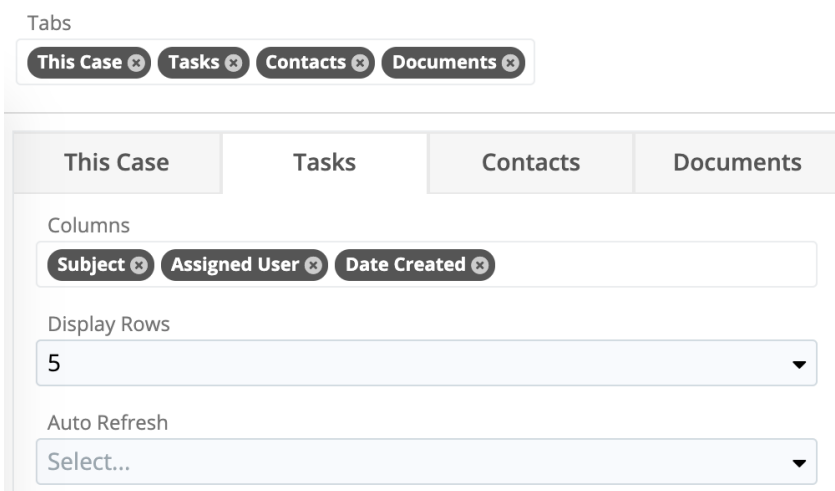 Tabs
This Case Tasks Contacts Documents
This Case Tasks Contacts Documents
Columns
Subject Assigned User Date Created
Display Rows
5
Auto Refresh
Select...